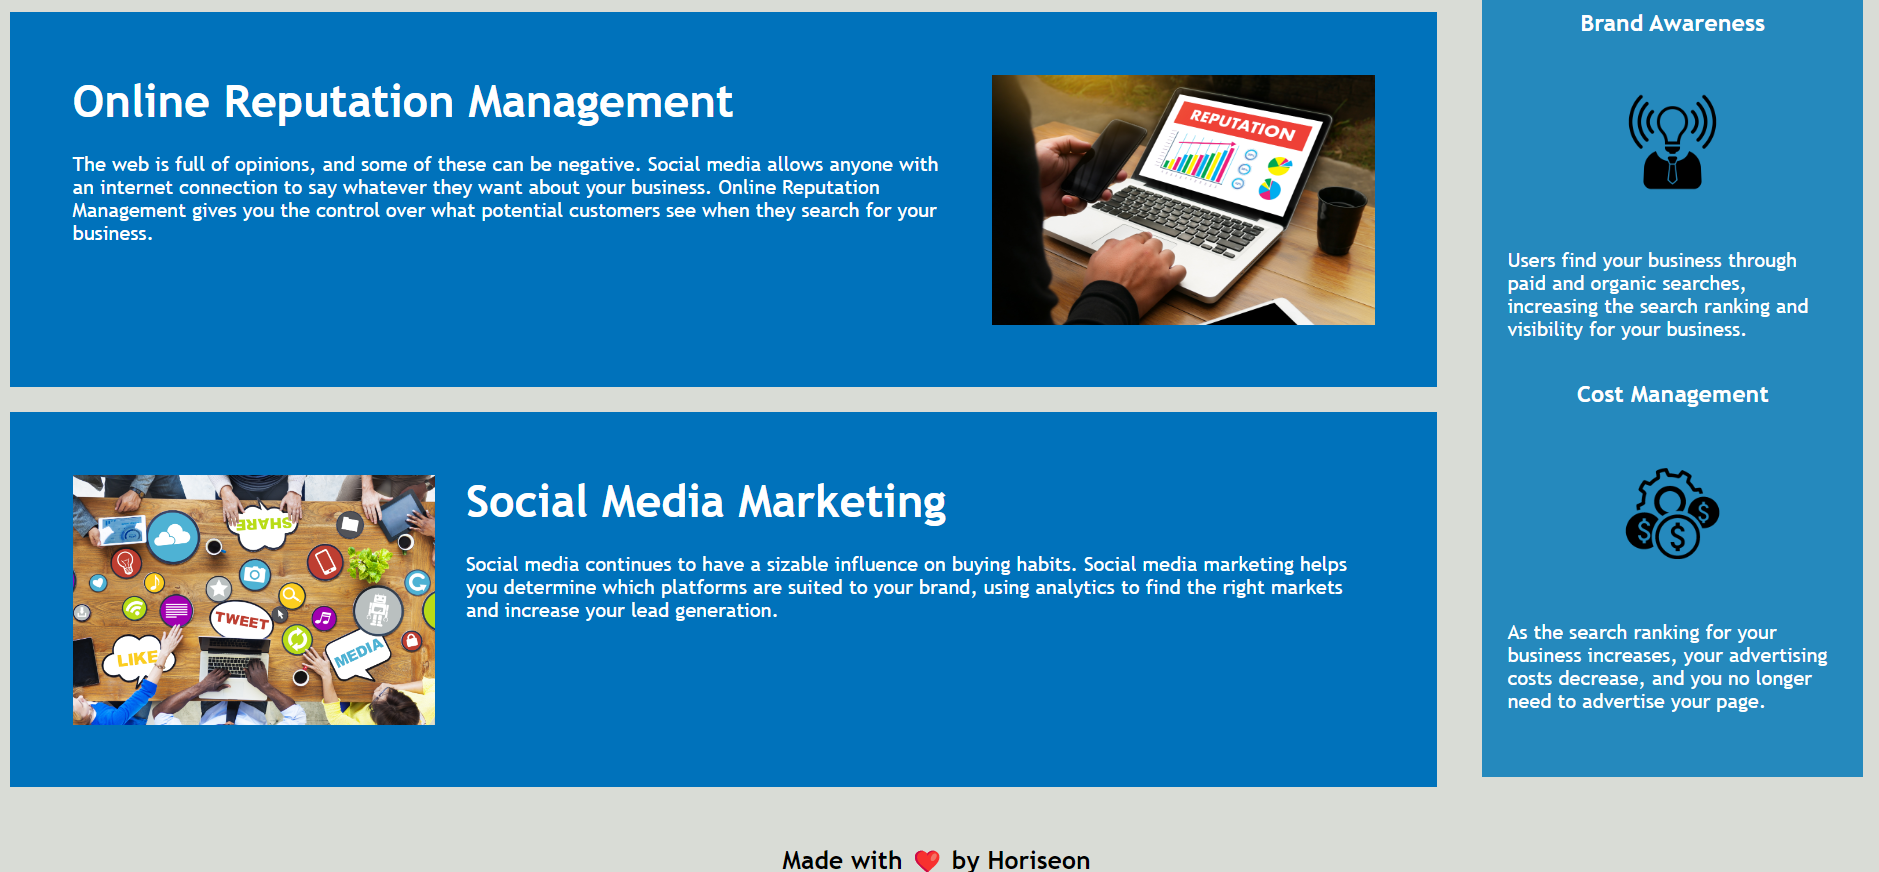 Online Reputation Management
The web is full of opinions, and some of these can be negative. Social media allows anyone with
an internet connection to say whatever they want about your business. Online Reputation
Management gives you the control over what potential customers see when they search for your
business.
REPUTATION
Social Media Marketing
Social media continues to have a sizable influence on buying habits. Social media marketing helps
you determine which platforms are suited to your brand, using analytics to find the right markets
and increase your lead generation.
SHARE
TWEET
LIKE
MEDIA
Brand Awareness
Users find your business through
paid and organic searches,
increasing the search ranking and
visibility for your business.
Cost Management
$
$
$
As the search ranking for your
business increases, your advertising
costs decrease, and you no longer
need to advertise your page.
Made with ❤️ by Horiseon